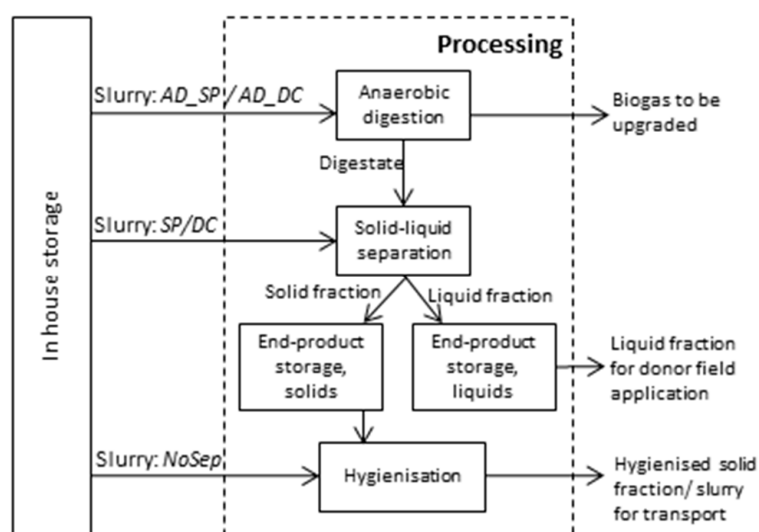 Processing
Slurry: AD_SP / AD_DC
Anaerobic
digestion
Biogas to be
upgraded
Digestate
In house storage
Slurry: SP/DC
Solid-liquid
separation
Solid fraction
Liquid fraction
End-product
storage,
solids
End-product
storage,
liquids
Liquid fraction
for donor field
application
Slurry: NoSep
Hygienisation
Hygienised solid
fraction/ slurry
for transport